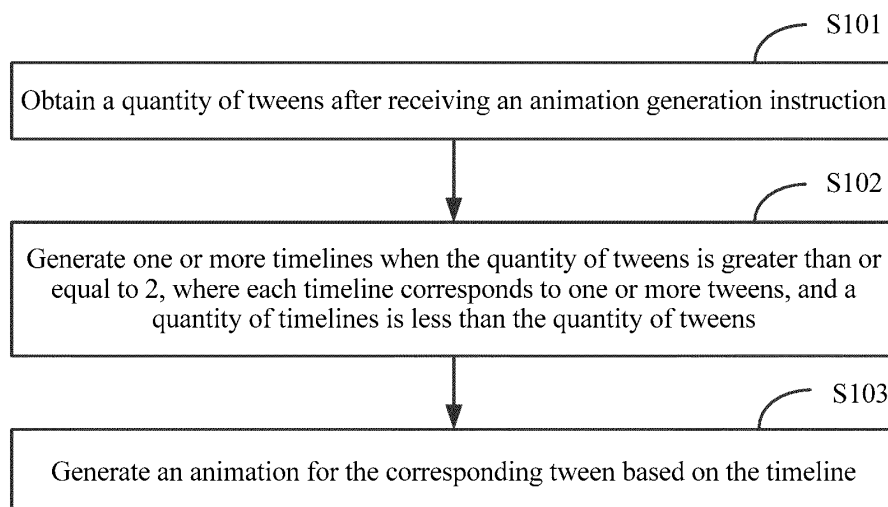 S101
Obtain a quantity of tweens after receiving an animation generation instruction
S102
Generate one or more timelines when the quantity of tweens is greater than or
equal to 2, where each timeline corresponds to one or more tweens, and a
quantity of timelines is less than the quantity of tweens
S103
Generate an animation for the corresponding tween based on the timeline